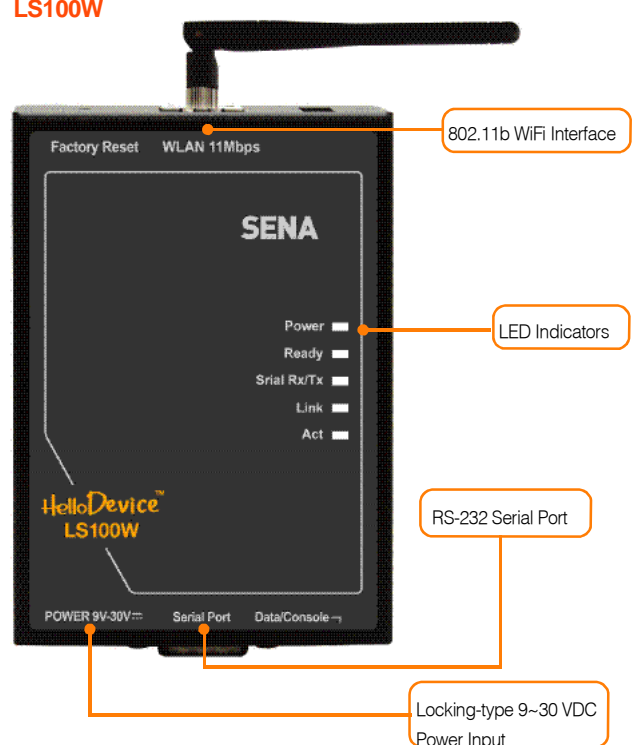 LS100W
802.11b WiFi Interface
Factory Reset WLAN 11Mbps
SENA
Power
LED Indicators
Ready
Srial Rx/Tx
Link
Act
HelloDevice™
LS100W
RS-232 Serial Port
POWER 9V-30V⎓ Serial Port Data/Console
Locking-type 9~30 VDC
Power Input